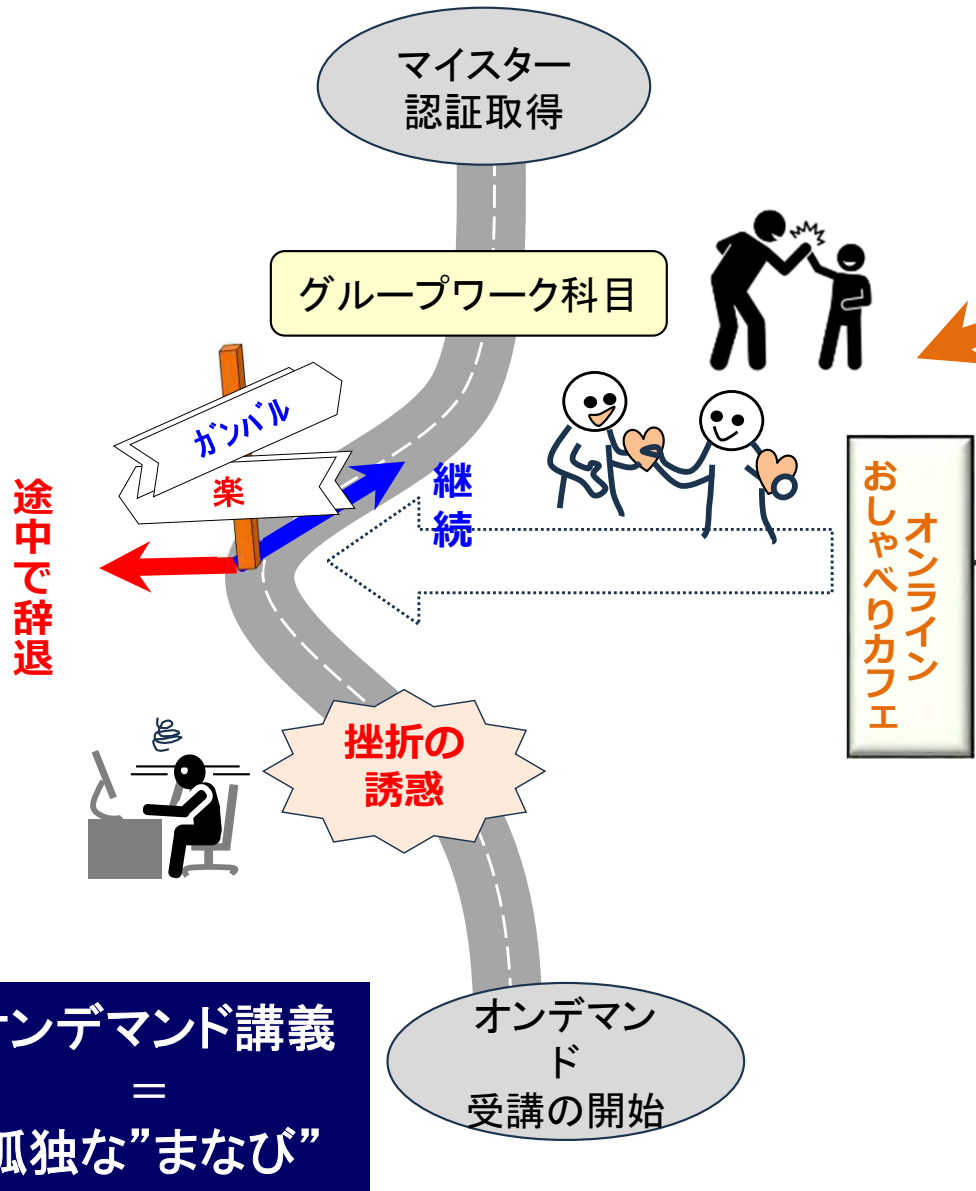 マイスター
認証取得
グループワーク科目
ガンバル
楽
継続
途中で辞退
オンライン
おしゃべりカフェ
挫折の
誘惑
オンデマン
ド
受講の開始
オンデマンド講義
＝
孤独な”まなび”